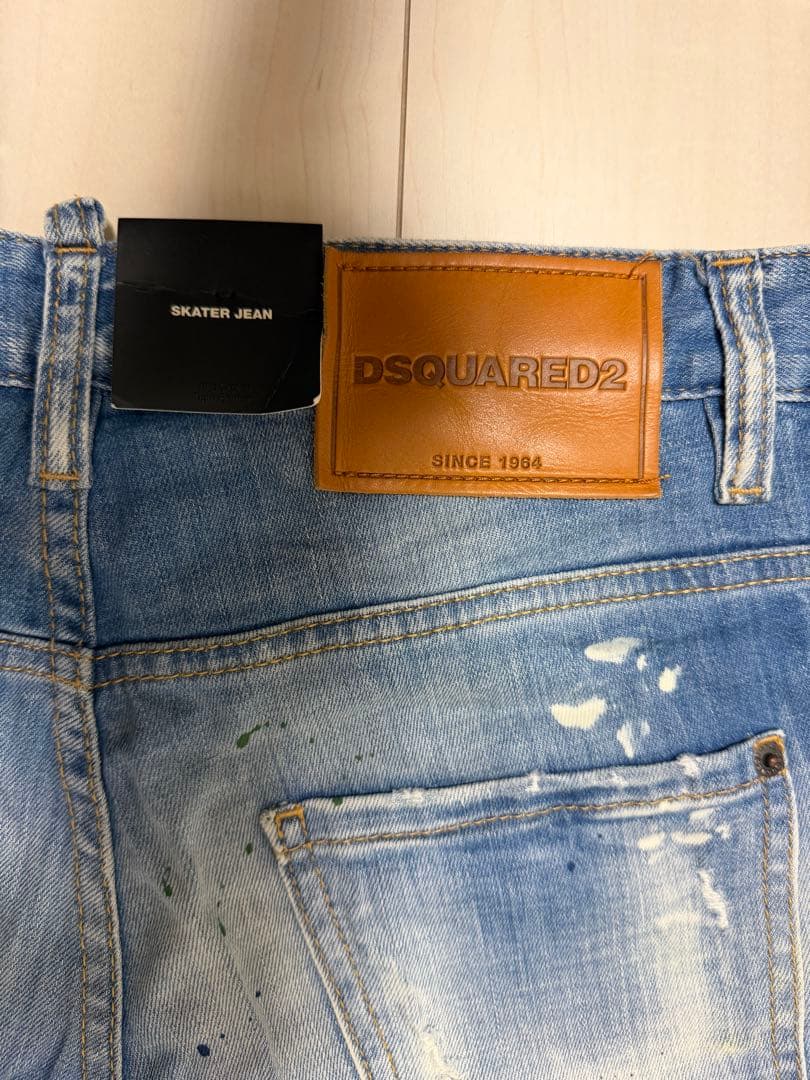 SKATER JEAN
DSQUARED2
SINCE 1964